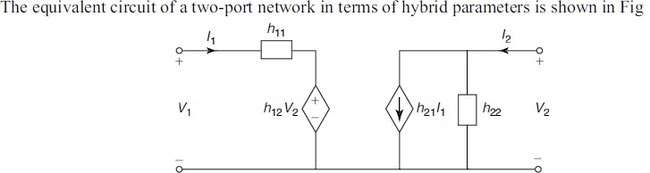 The equivalent circuit of a two-port network in terms of hybrid parameters is shown in Fig
I₁ h₁₁ I₂
+ +
V₁ h₁₂V₂ + − h₂₁I₁ h₂₂ V₂
− −